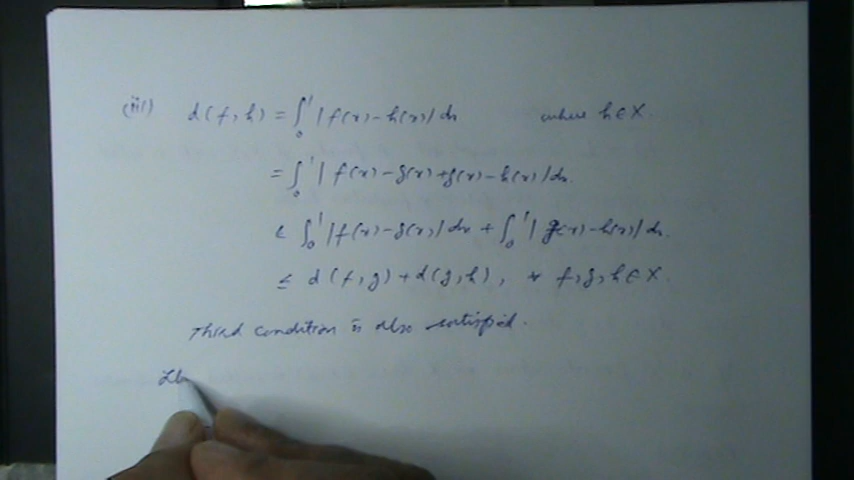 (iii) d(f,h) = ∫₀¹ |f(x) - h(x)| dx where h ∈ X.
= ∫₀¹ | f(x) - g(x) + g(x) - h(x) | dx.
≤ ∫₀¹ |f(x) - g(x)| dx + ∫₀¹ | g(x) - h(x)| dx.
≤ d(f,g) + d(g,h), ∀ f,g,h ∈ X.
Third condition is also satisfied.